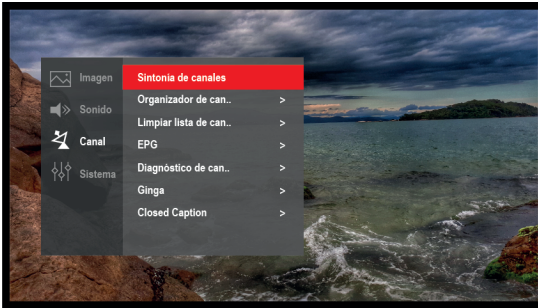 Imagen
Sonido
Canal
Sistema
Sintonía de canales
Organizador de can.. >
Limpiar lista de can.. >
EPG >
Diagnóstico de can.. >
Ginga >
Closed Caption >